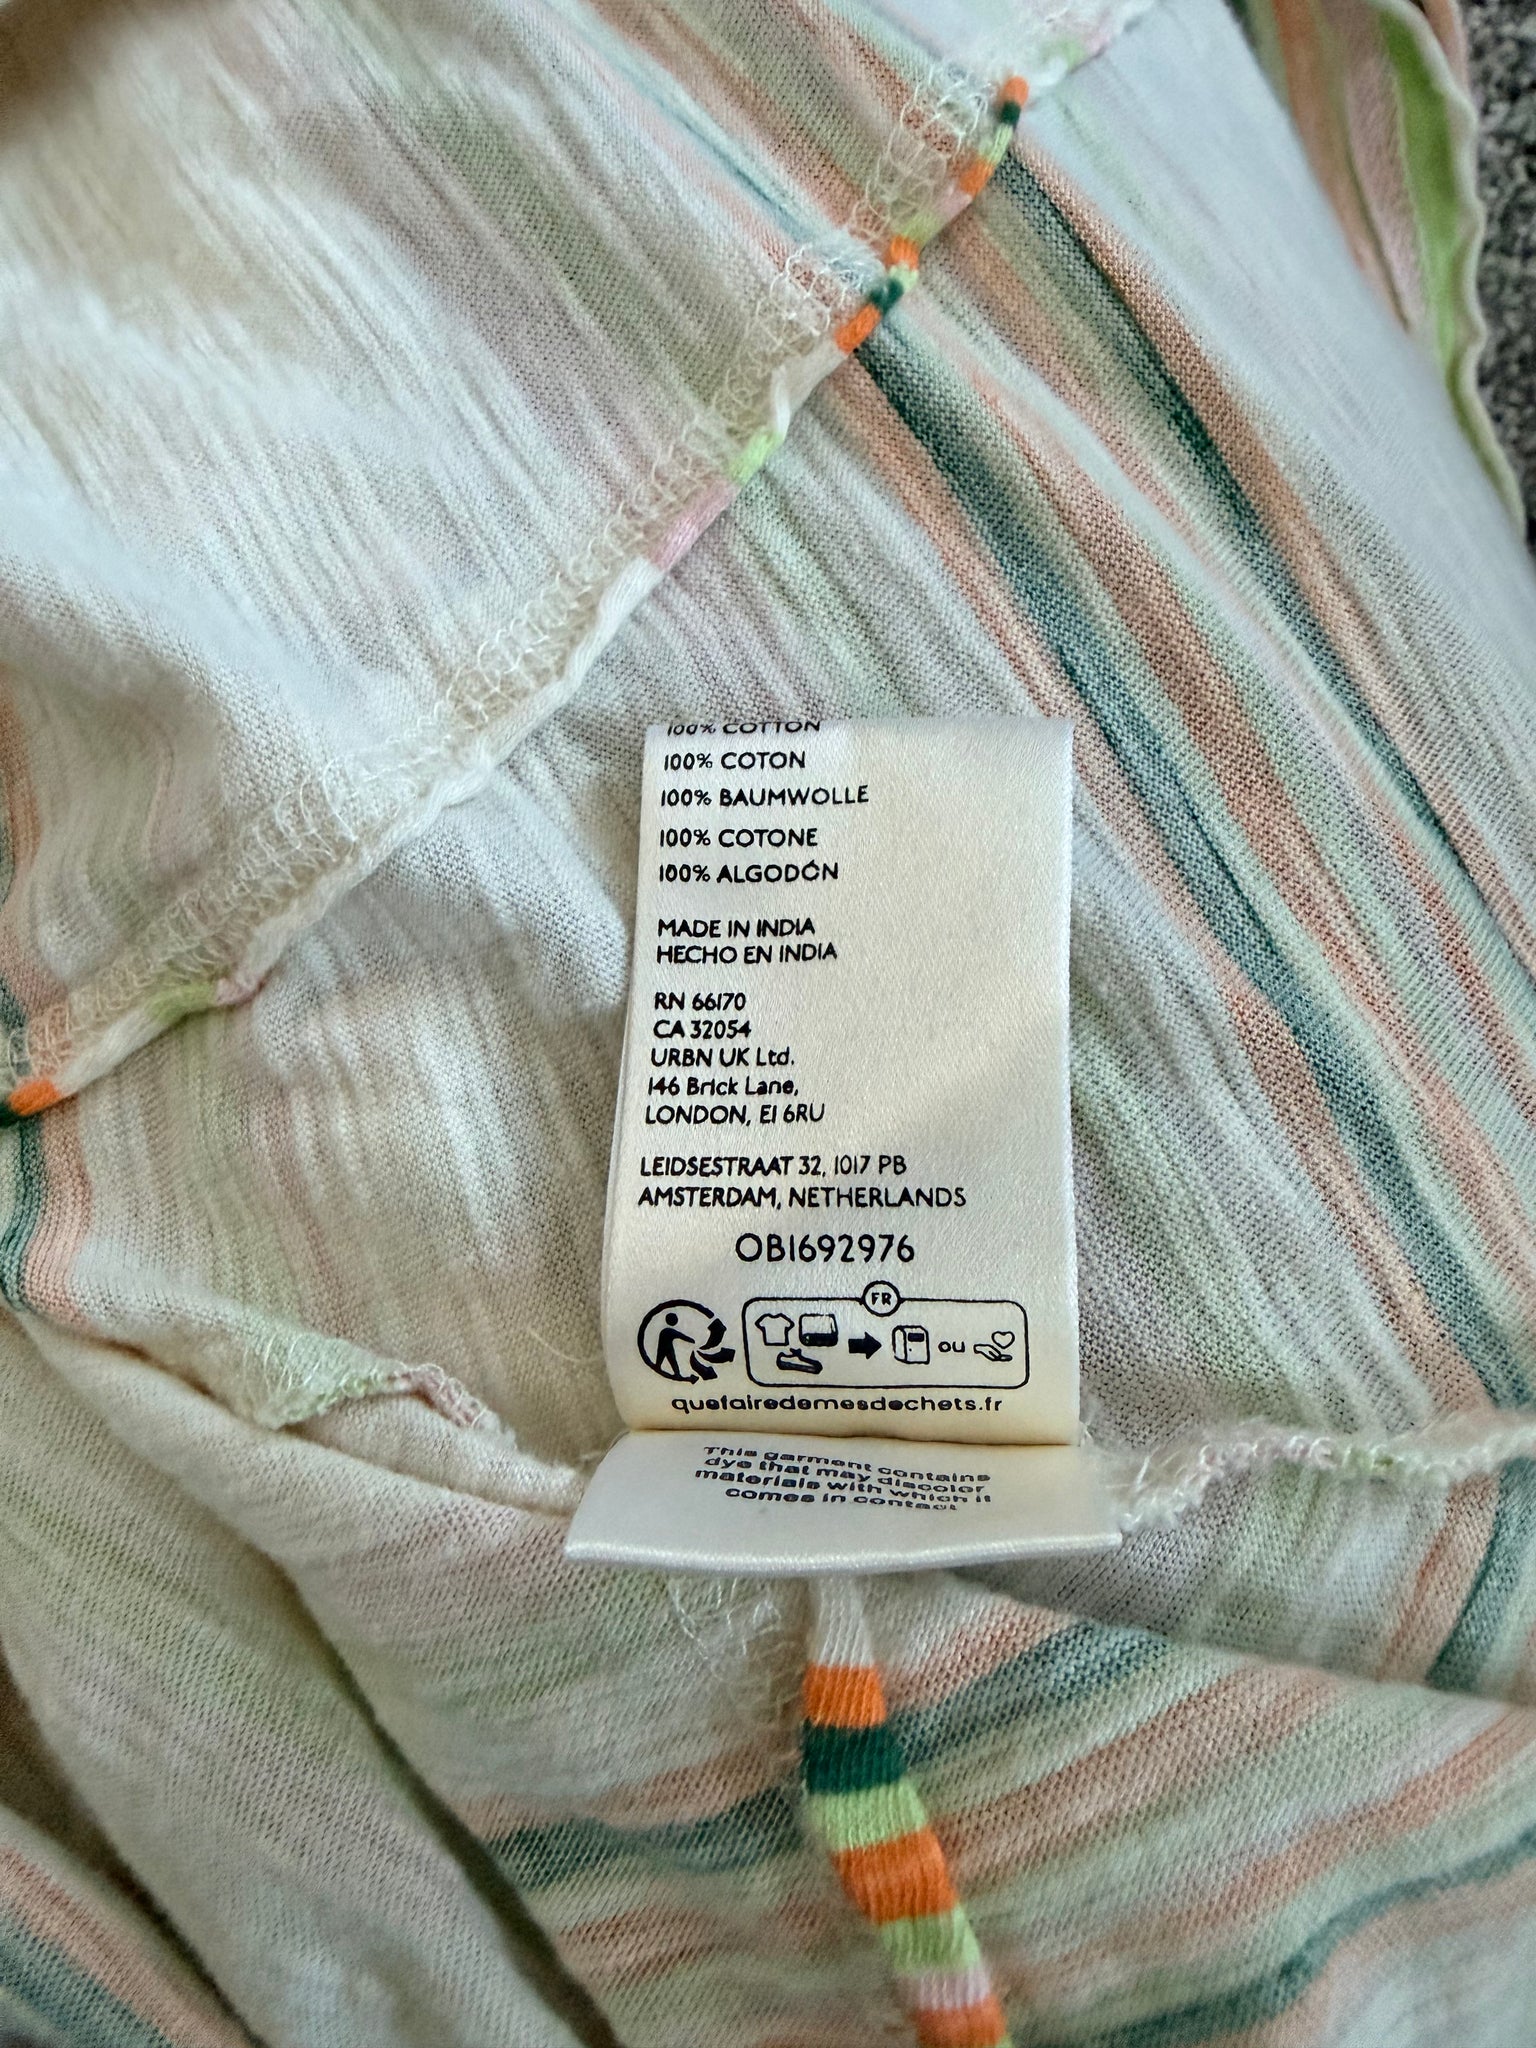 100% COTTON
100% COTON
100% BAUMWOLLE
100% COTONE
100% ALGODÓN
MADE IN INDIA
HECHO EN INDIA
RN 66170
CA 32054
URBN UK Ltd.
146 Brick Lane,
LONDON, E1 6RU
LEIDSESTRAAT 32, 1017 PB
AMSTERDAM, NETHERLANDS
OB1692976
FR
ou
quefairedemesdechets.fr
This garment contains
dye that may discolor
materials with which it
comes in contact